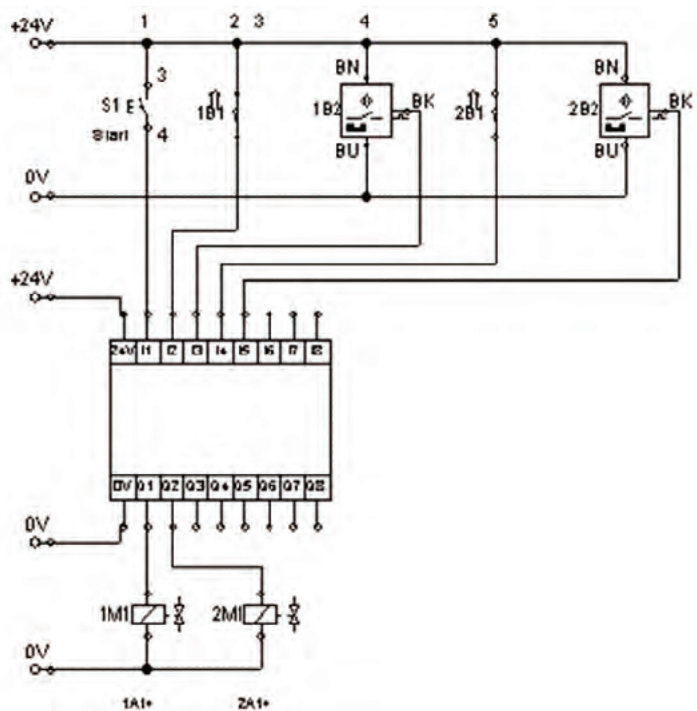 +24V 1 2 3 4 5
3 BN BN
S1 E 1B1 1B2 BK 2B1 2B2 BK
Start 4 BU BU
0V
+24V
24V I1 I2 I3 I4 I5 I6 I7 I8
0V Q1 Q2 Q3 Q4 Q5 Q6 Q7 Q8
0V
1M1 2M1
0V
1A1+ 2A1+